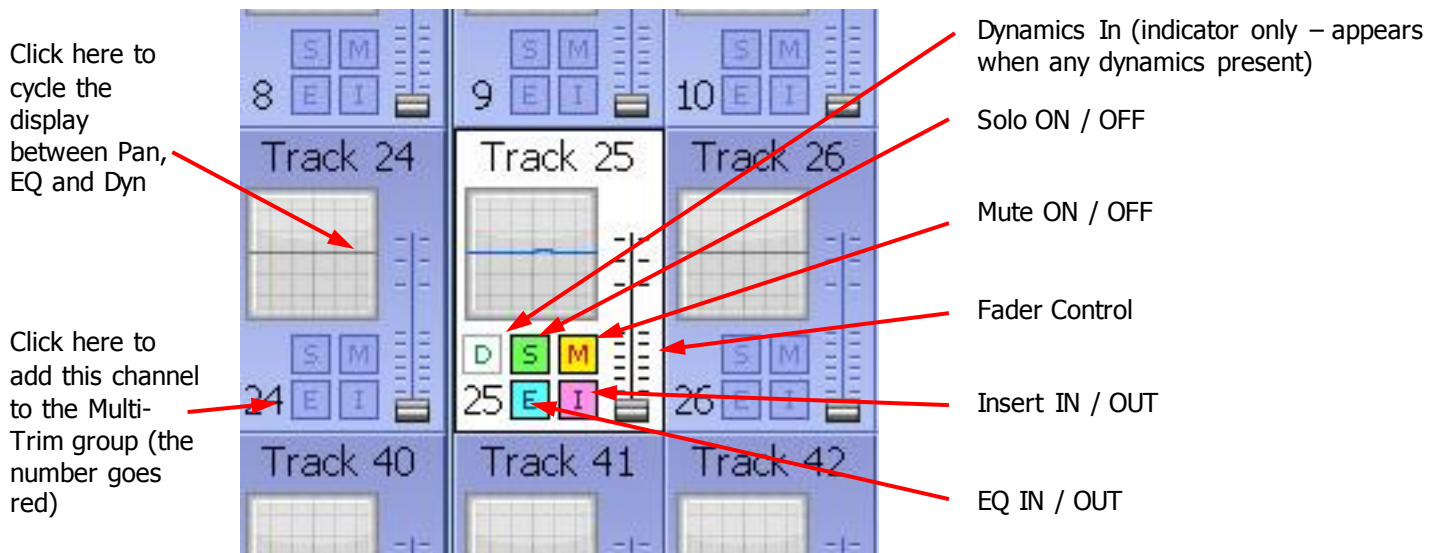 Click here to
cycle the
display
between Pan,
EQ and Dyn
Click here to
add this channel
to the Multi-
Trim group (the
number goes
red)
S M S M S M
8 E I 9 E I 10 E I
Track 24 Track 25 Track 26
S M D S M S M
24 E I 25 E I 26 E I
Track 40 Track 41 Track 42
Dynamics In (indicator only – appears
when any dynamics present)
Solo ON / OFF
Mute ON / OFF
Fader Control
Insert IN / OUT
EQ IN / OUT